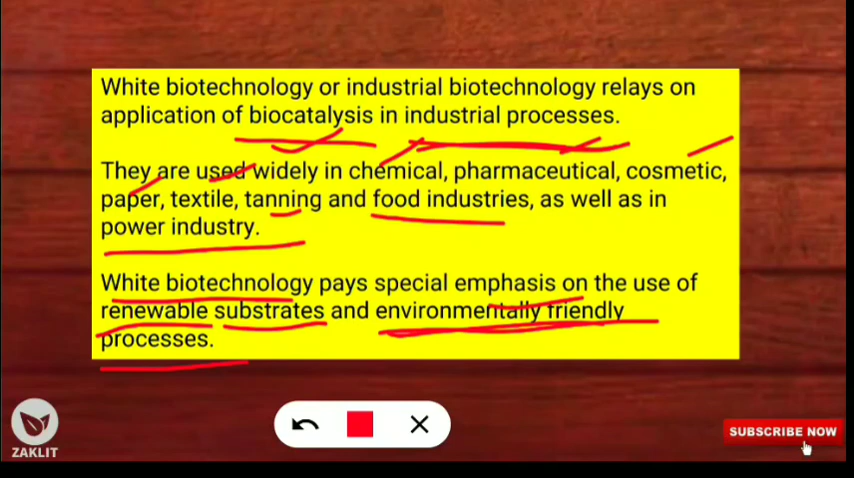 White biotechnology or industrial biotechnology relays on
application of biocatalysis in industrial processes.
They are used widely in chemical, pharmaceutical, cosmetic,
paper, textile, tanning and food industries, as well as in
power industry.
White biotechnology pays special emphasis on the use of
renewable substrates and environmentally friendly
processes.
ZAKLIT
SUBSCRIBE NOW